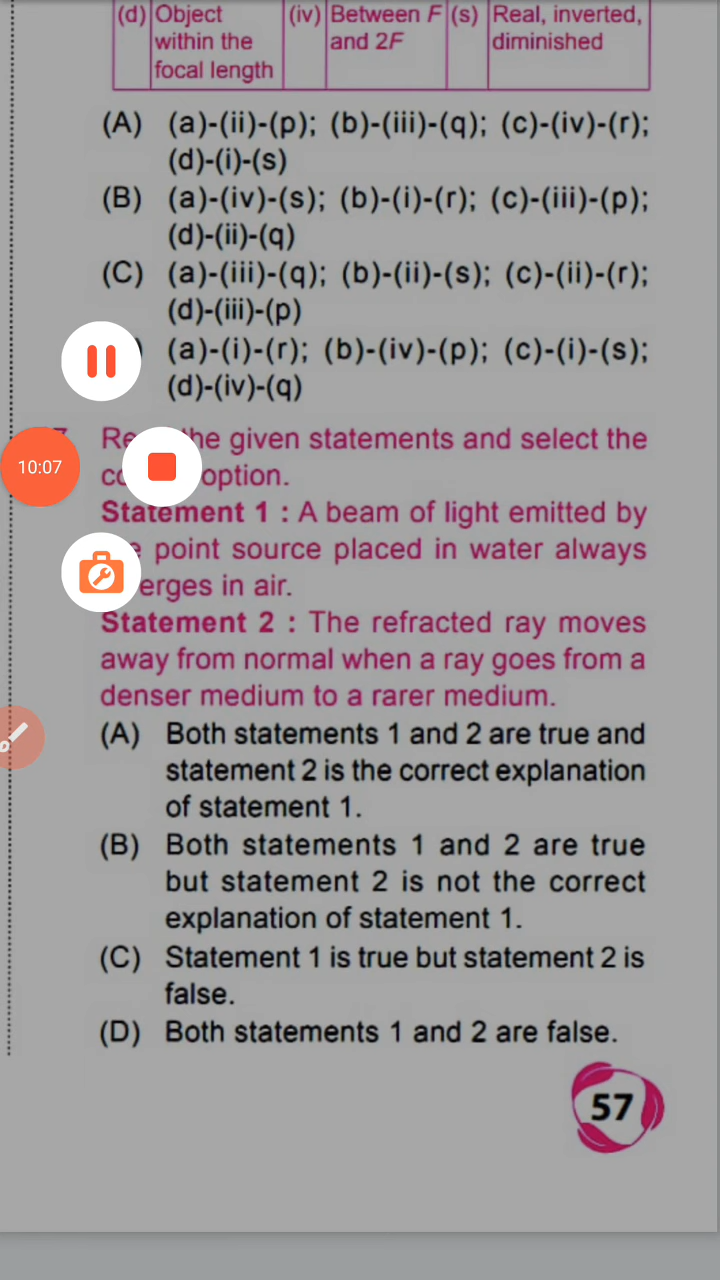 (d) Object (iv) Between F (s) Real, inverted,
within the and 2F diminished
focal length
(A) (a)-(ii)-(p); (b)-(iii)-(q); (c)-(iv)-(r);
(d)-(i)-(s)
(B) (a)-(iv)-(s); (b)-(i)-(r); (c)-(iii)-(p);
(d)-(ii)-(q)
(C) (a)-(iii)-(q); (b)-(ii)-(s); (c)-(ii)-(r);
(d)-(iii)-(p)
(a)-(i)-(r); (b)-(iv)-(p); (c)-(i)-(s);
(d)-(iv)-(q)
the given statements and select the
10:07
option.
Statement 1 : A beam of light emitted by
point source placed in water always
in air.
Statement 2 : The refracted ray moves
away from normal when a ray goes from a
denser medium to a rarer medium.
(A) Both statements 1 and 2 are true and
statement 2 is the correct explanation
of statement 1.
(B) Both statements 1 and 2 are true
but statement 2 is not the correct
explanation of statement 1.
(C) Statement 1 is true but statement 2 is
false.
(D) Both statements 1 and 2 are false.
57